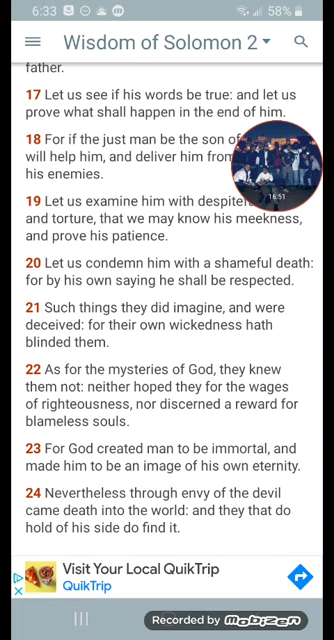 6:33 58%
Wisdom of Solomon 2
father.
17 Let us see if his words be true: and let us
prove what shall happen in the end of him.
18 For if the just man be the son of
will help him, and deliver him from
his enemies.
19 Let us examine him with
and torture, that we may know his meekness,
and prove his patience.
20 Let us condemn him with a shameful death:
for by his own saying he shall be respected.
21 Such things they did imagine, and were
deceived: for their own wickedness hath
blinded them.
22 As for the mysteries of God, they knew
them not: neither hoped they for the wages
of righteousness, nor discerned a reward for
blameless souls.
23 For God created man to be immortal, and
made him to be an image of his own eternity.
24 Nevertheless through envy of the devil
came death into the world: and they that do
hold of his side do find it.
16:51
Visit Your Local QuikTrip
QuikTrip
Recorded by mobizen